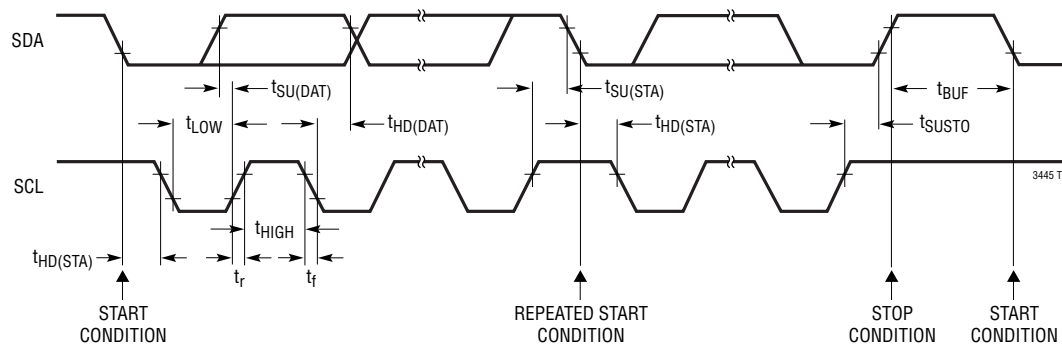 SDA
tSU(DAT)
tSU(STA)
tBUF
tLOW
tHD(DAT)
tHD(STA)
tSUSTO
SCL
3445 T
tHIGH
tHD(STA)
tr
tf
START
CONDITION
REPEATED START
CONDITION
STOP
CONDITION
START
CONDITION